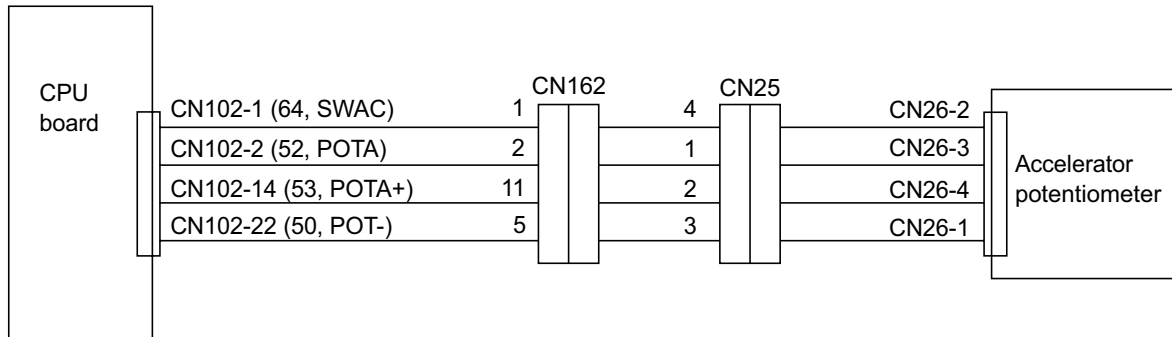 CPU
board
CN162
CN25
CN102-1 (64, SWAC) 1 4 CN26-2
CN102-2 (52, POTA) 2 1 CN26-3
CN102-14 (53, POTA+) 11 2 CN26-4
CN102-22 (50, POT-) 5 3 CN26-1
Accelerator
potentiometer